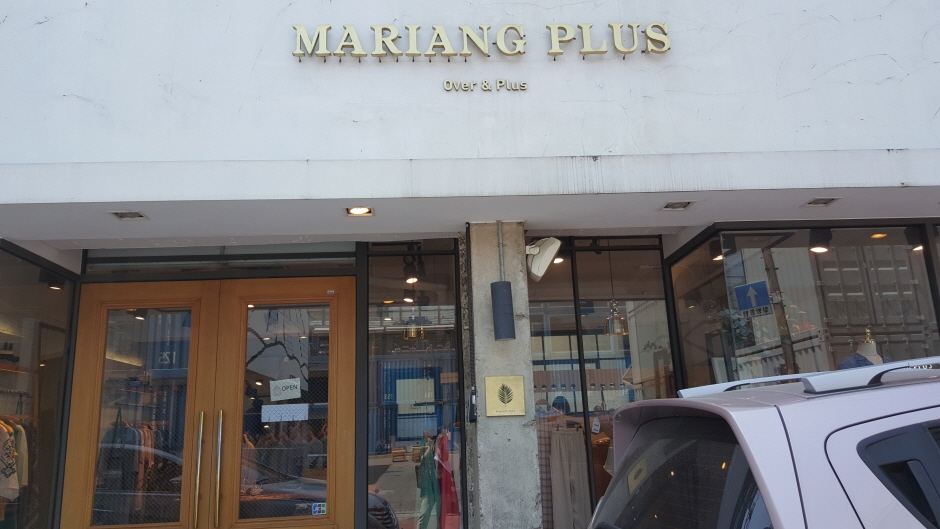 MARIANG PLUS
Over & Plus
OPEN